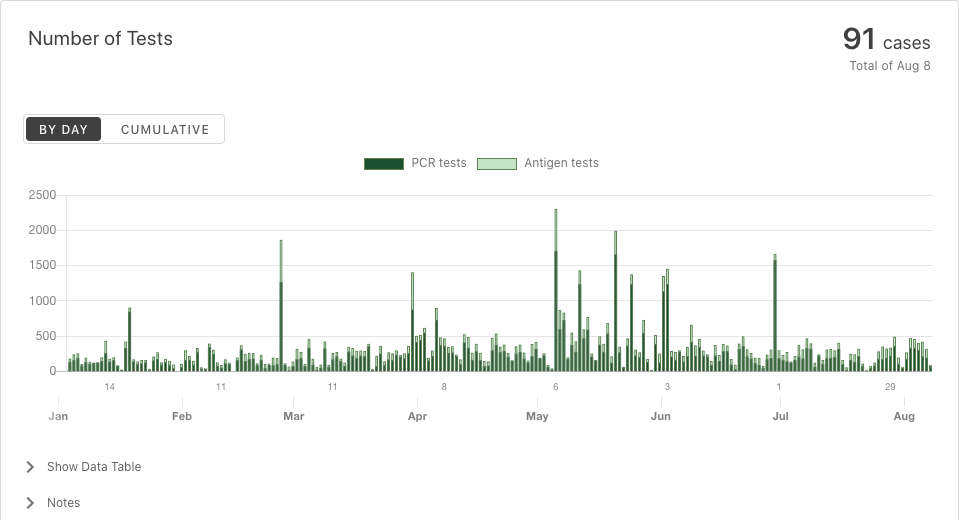 Number of Tests
91 cases
Total of Aug 8
BY DAY CUMULATIVE
PCR tests Antigen tests
2500
2000
1500
1000
500
0
14 11 11 8 6 3 1 29
Jan Feb Mar Apr May Jun Jul Aug
Show Data Table
Notes